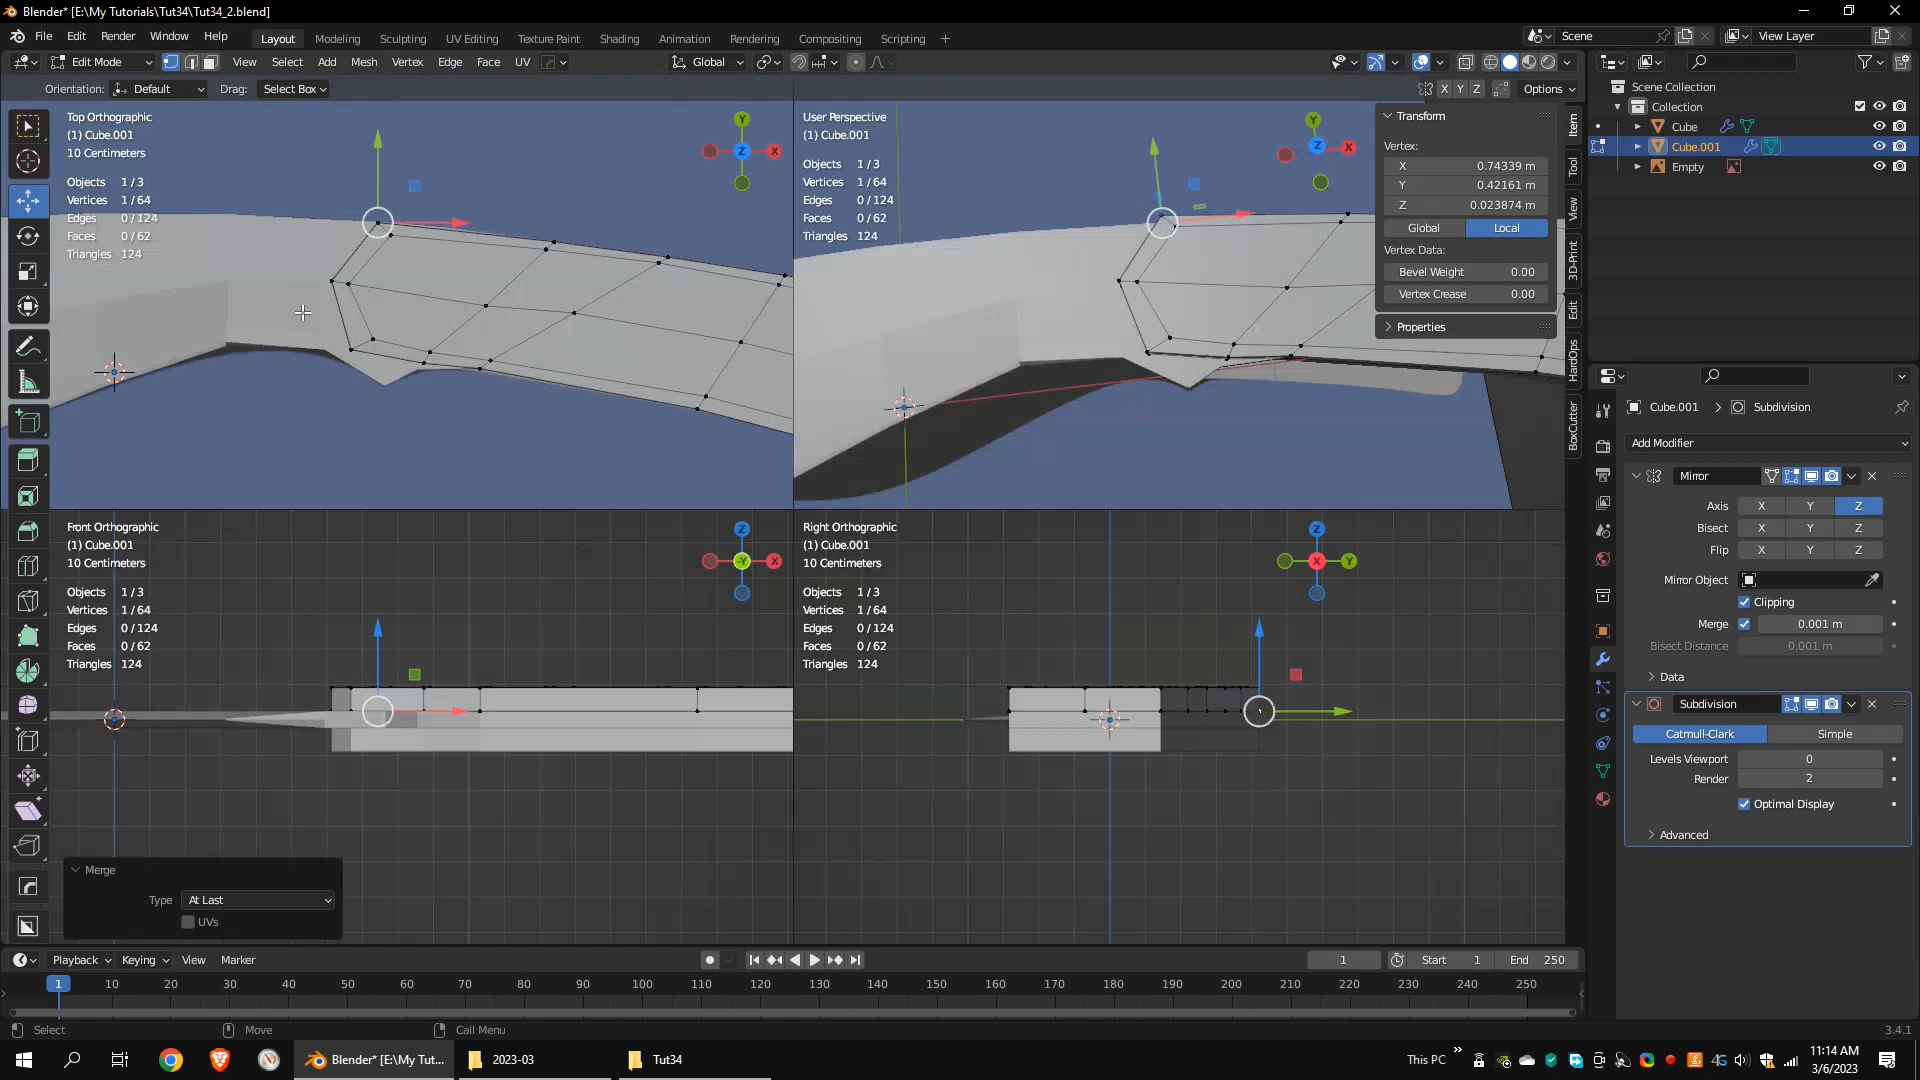 Blender* [E:\My Tutorials\Tut34\Tut34_2.blend]
File Edit Render Window Help Layout Modeling Sculpting UV Editing Texture Paint Shading Animation Rendering Compositing Scripting + Scene View Layer
Edit Mode View Select Add Mesh Vertex Edge Face UV Global
Orientation: Default Drag: Select Box X Y Z Options
Scene Collection
Collection
Cube
Cube.001
Empty
Top Orthographic
(1) Cube.001
10 Centimeters
Objects 1/3
Vertices 1/64
Edges 0/124
Faces 0/62
Triangles 124
Y
Z
X
User Perspective
(1) Cube.001
Objects 1/3
Vertices 1/64
Edges 0/124
Faces 0/62
Triangles 124
Y
Z
X
Transform
Vertex:
X 0.74339 m
Y 0.42161 m
Z 0.023874 m
Global Local
Vertex Data:
Bevel Weight 0.00
Vertex Crease 0.00
Properties
Item
Tool
View
3D-Print
Edit
HardOps
BoxCutter
Front Orthographic
(1) Cube.001
10 Centimeters
Objects 1/3
Vertices 1/64
Edges 0/124
Faces 0/62
Triangles 124
Z
-Y
X
Right Orthographic
(1) Cube.001
10 Centimeters
Objects 1/3
Vertices 1/64
Edges 0/124
Faces 0/62
Triangles 124
Z
X
Y
Merge
Type At Last
UVs
Cube.001 > Subdivision
Add Modifier
Mirror
Axis X Y Z
Bisect X Y Z
Flip X Y Z
Mirror Object
Clipping
Merge 0.001 m
Bisect Distance 0.001 m
Data
Subdivision
Catmull-Clark Simple
Levels Viewport 0
Render 2
Optimal Display
Advanced
Playback Keying View Marker 1 Start 1 End 250
1 10 20 30 40 50 60 70 80 90 100 110 120 130 140 150 160 170 180 190 200 210 220 230 240 250
Select Move Call Menu 3.4.1
Blender* [E:\My Tut... 2023-03 Tut34 This PC » 4G 11:14 AM
3/6/2023